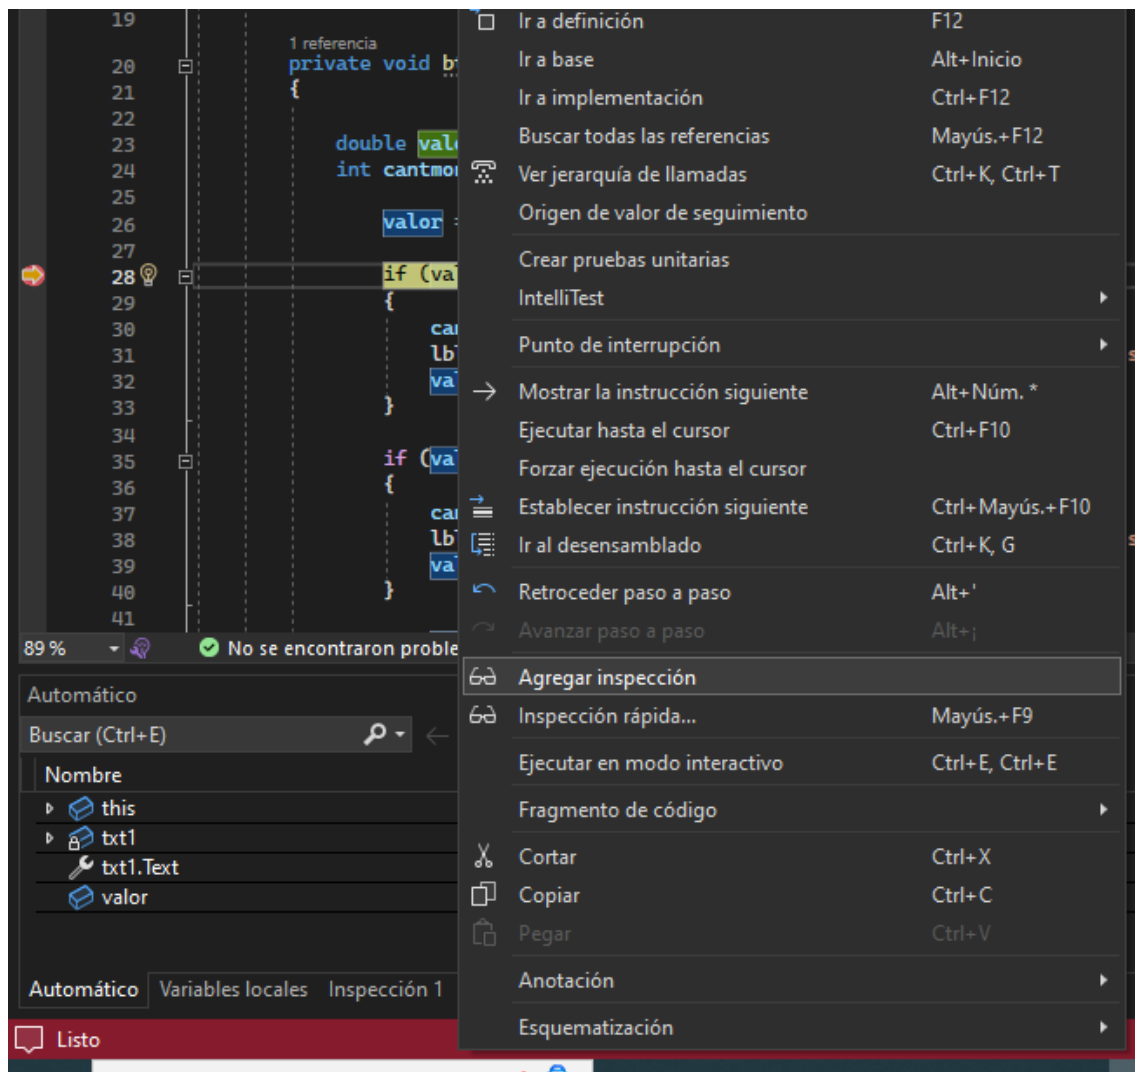 19
Ir a definición F12
1 referencia
20 private void
Ir a base Alt+Inicio
21 {
Ir a implementación Ctrl+F12
22
Buscar todas las referencias Mayús.+F12
23 double
24 int
Ver jerarquía de llamadas Ctrl+K, Ctrl+T
25
Origen de valor de seguimiento
26 valor =
27
Crear pruebas unitarias
28 if (
29 {
IntelliTest
30
31
Punto de interrupción
32
33 }
Mostrar la instrucción siguiente Alt+Núm. *
34
Ejecutar hasta el cursor Ctrl+F10
35 if (
Forzar ejecución hasta el cursor
36 {
37
Establecer instrucción siguiente Ctrl+Mayús.+F10
38
Ir al desensamblado Ctrl+K, G
39
40 }
Retroceder paso a paso Alt+'
41
Avanzar paso a paso Alt+¡
89 % No se encontraron
Agregar inspección
Inspección rápida... Mayús.+F9
Ejecutar en modo interactivo Ctrl+E, Ctrl+E
Fragmento de código
Cortar Ctrl+X
Copiar Ctrl+C
Pegar Ctrl+V
Anotación
Esquematización
Automático
Buscar (Ctrl+E)
Nombre
this
txt1
txt1.Text
valor
Automático Variables locales Inspección 1
Listo